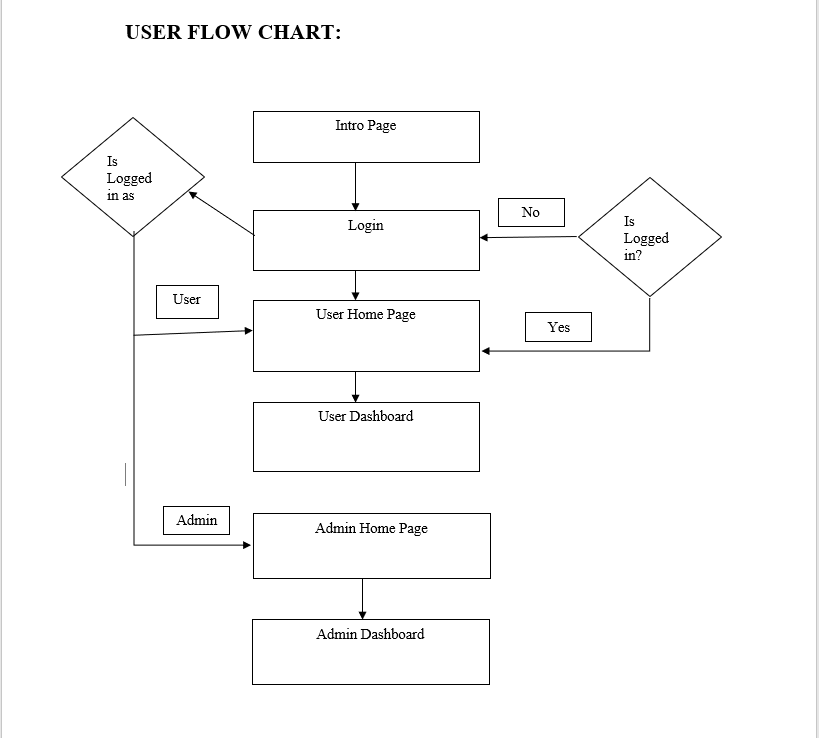 USER FLOW CHART:
Intro Page
Is
Logged
in as
No
Login
Is
Logged
in?
User
User Home Page
Yes
User Dashboard
Admin
Admin Home Page
Admin Dashboard